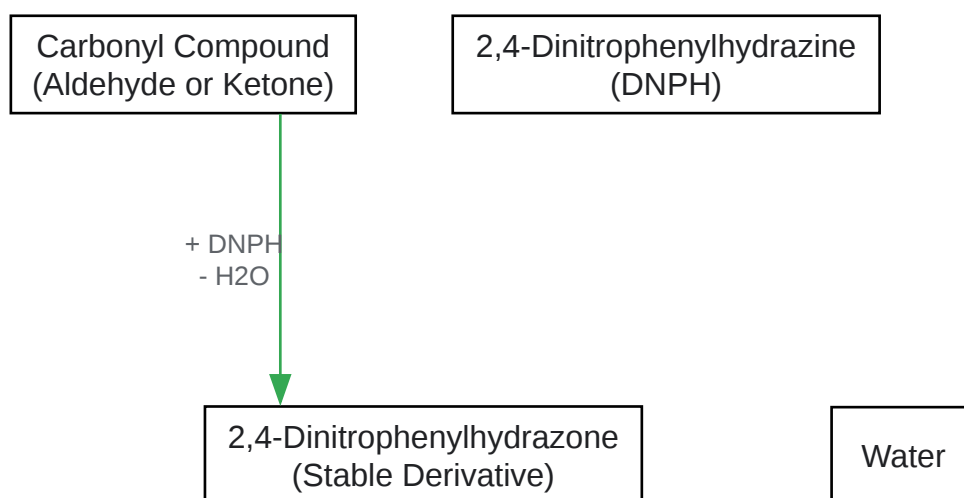 Carbonyl Compound
(Aldehyde or Ketone)
2,4-Dinitrophenylhydrazine
(DNPH)
+ DNPH
- H2O
2,4-Dinitrophenylhydrazone
(Stable Derivative)
Water